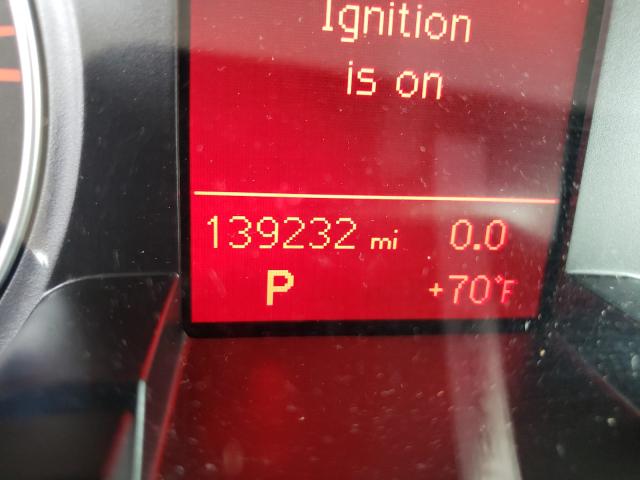 Ignition
is on
139232 mi 0.0
P +70°F